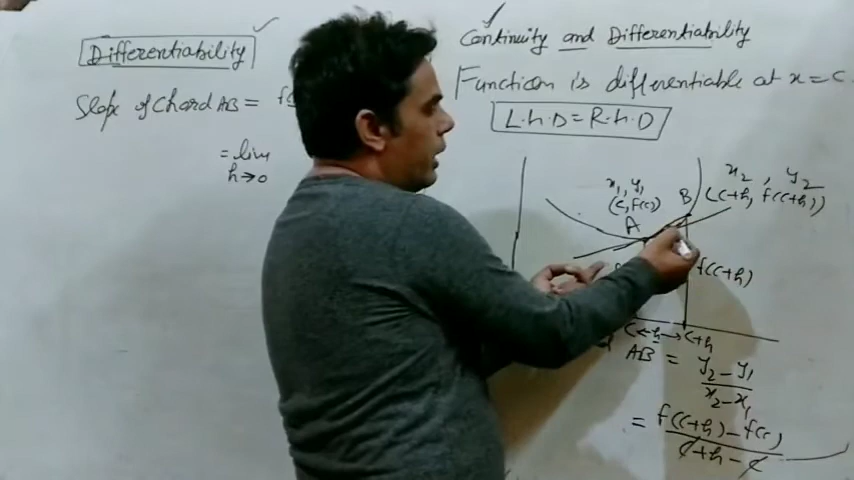 Differentiability
Slope of Chord AB =
= lim
h→0
Continuity and Differentiability
Function is differentiable at x = c
L.h.D = R.h.D
x₁, y₁
(c, f(c))
A
B
x₂, y₂
(c+h, f(c+h))
f(c+h)
c ←h→ c+h
AB = y₂ - y₁
x₂ - x₁
= f(c+h) - f(c)
c+h - c